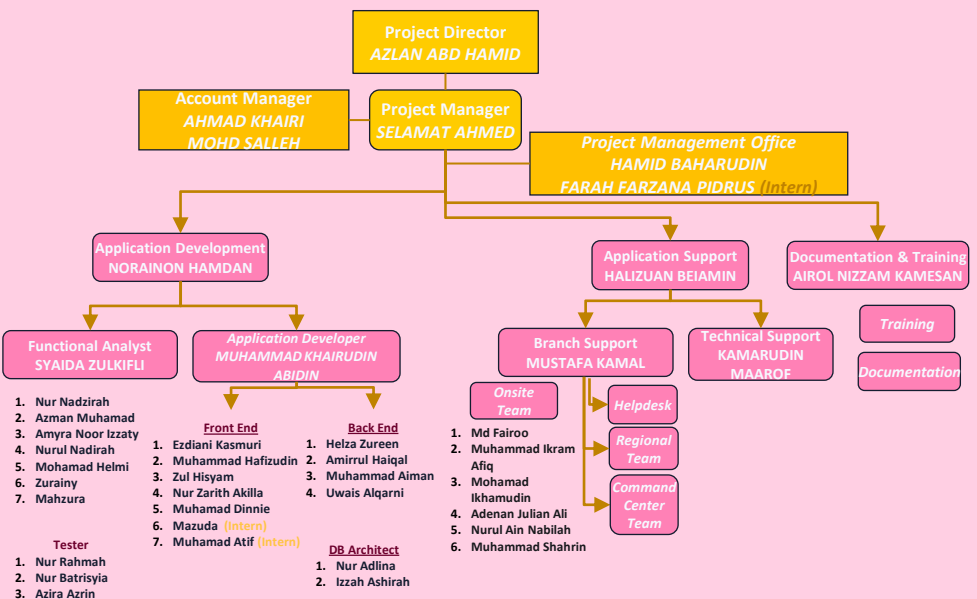 Project Director
AZLAN ABD HAMID
Account Manager
AHMAD KHAIRI
MOHD SALLEH
Project Manager
SELAMAT AHMED
Project Management Office
HAMID BAHARUDIN
FARAH FARZANA PIDRUS (Intern)
Application Development
NORAINON HAMDAN
Application Support
HALIZUAN BEIAMIN
Documentation & Training
AIROL NIZZAM KAMESAN
Functional Analyst
SYAIDA ZULKIFLI
Application Developer
MUHAMMAD KHAIRUDIN
ABIDIN
Branch Support
MUSTAFA KAMAL
Technical Support
KAMARUDIN
MAAROF
Training
Documentation
1. Nur Nadzirah
2. Azman Muhamad
3. Amyra Noor Izzaty
4. Nurul Nadirah
5. Mohamad Helmi
6. Zurainy
7. Mahzura
Tester
1. Nur Rahmah
2. Nur Batrisyia
3. Azira Azrin
Front End
1. Ezdiani Kasmuri
2. Muhammad Hafizudin
3. Zul Hisyam
4. Nur Zarith Akilla
5. Muhamad Dinnie
6. Mazuda (Intern)
7. Muhamad Atif (Intern)
Back End
1. Helza Zureen
2. Amirrul Haiqal
3. Muhammad Aiman
4. Uwais Alqarni
DB Architect
1. Nur Adlina
2. Izzah Ashirah
Onsite
Team
1. Md Fairoo
2. Muhammad Ikram
Afiq
3. Mohamad
Ikhamudin
4. Adenan Julian Ali
5. Nurul Ain Nabilah
6. Muhammad Shahrin
Helpdesk
Regional
Team
Command
Center
Team